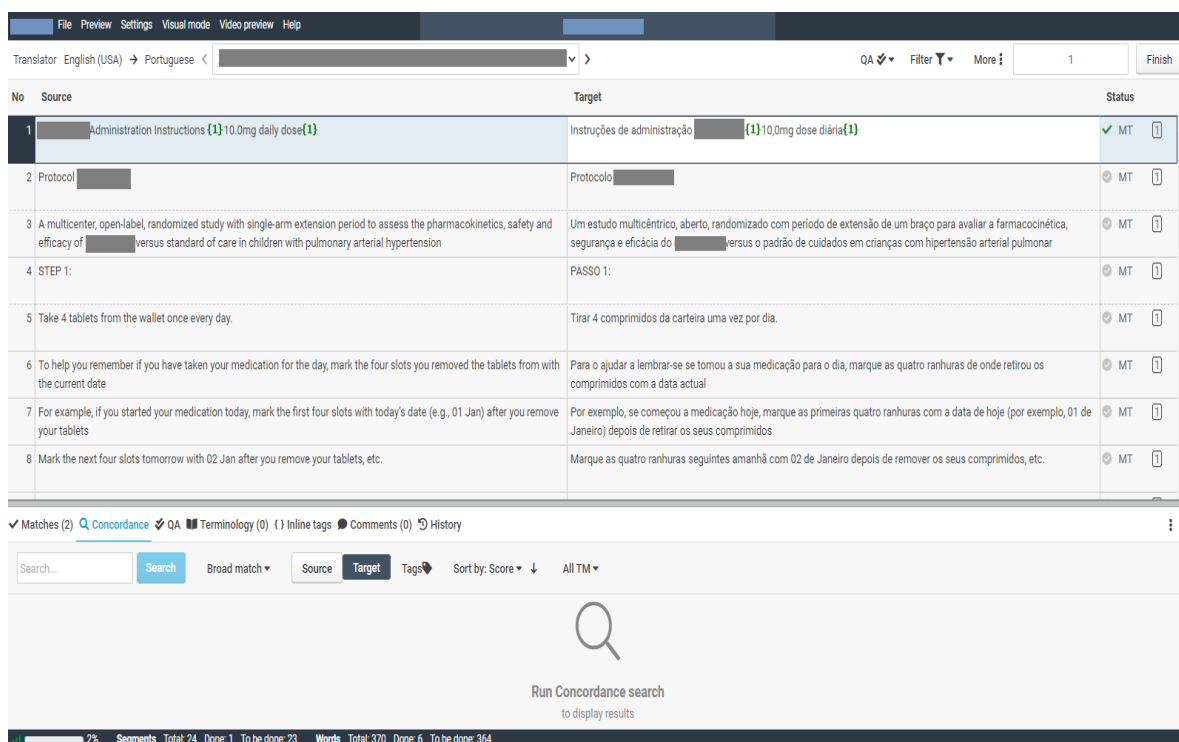 File Preview Settings Visual mode Video preview Help
Translator English (USA) → Portuguese
QA Filter More 1 Finish
No Source Target Status
1 Administration Instructions {1}10.0mg daily dose{1} Instruções de administração {1}10,0mg dose diária{1} MT 1
2 Protocol Protocolo MT 1
3 A multicenter, open-label, randomized study with single-arm extension period to assess the pharmacokinetics, safety and Um estudo multicêntrico, aberto, randomizado com período de extensão de um braço para avaliar a farmacocinética, MT 1
efficacy of versus standard of care in children with pulmonary arterial hypertension segurança e eficácia do versus o padrão de cuidados em crianças com hipertensão arterial pulmonar
4 STEP 1: PASSO 1: MT 1
5 Take 4 tablets from the wallet once every day. Tirar 4 comprimidos da carteira uma vez por dia. MT 1
6 To help you remember if you have taken your medication for the day, mark the four slots you removed the tablets from with Para o ajudar a lembrar-se se tomou a sua medicação para o dia, marque as quatro ranhuras de onde retirou os MT 1
the current date comprimidos com a data actual
7 For example, if you started your medication today, mark the first four slots with today's date (e.g., 01 Jan) after you remove Por exemplo, se começou a medicação hoje, marque as primeiras quatro ranhuras com a data de hoje (por exemplo, 01 de MT 1
your tablets Janeiro) depois de retirar os seus comprimidos
8 Mark the next four slots tomorrow with 02 Jan after you remove your tablets, etc. Marque as quatro ranhuras seguintes amanhã com 02 de Janeiro depois de remover os seus comprimidos, etc. MT 1
Matches (2) Concordance QA Terminology (0) Inline tags Comments (0) History
Search... Search Broad match Source Target Tags Sort by: Score ↓ All TM
Run Concordance search
to display results
2% Segments Total: 24 Done: 1 To be done: 23 Words Total: 370 Done: 6 To be done: 364